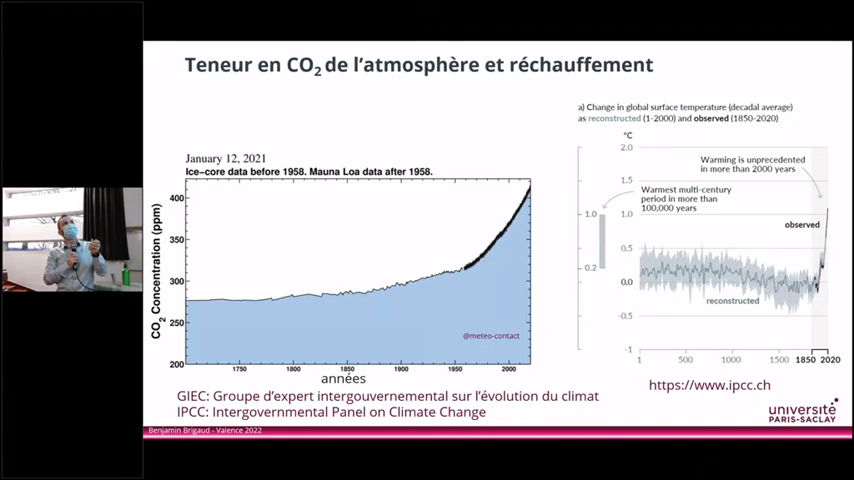 Teneur en CO2 de l'atmosphère et réchauffement
January 12, 2021
Ice-core data before 1958. Mauna Loa data after 1958.
CO2 Concentration (ppm)
400
350
300
250
200
1750
1800
1850
1900
1950
2000
années
@meteo-contact
a) Change in global surface temperature (decadal average)
as reconstructed (1-2000) and observed (1850-2020)
°C
2.0
1.5
1.0
0.5
0.0
-0.5
-1
1.0
0.2
Warming is unprecedented
in more than 2000 years
Warmest multi-century
period in more than
100,000 years
observed
reconstructed
1
500
1000
1500
1850
2020
https://www.ipcc.ch
GIEC: Groupe d'expert intergouvernemental sur l'évolution du climat
IPCC: Intergovernmental Panel on Climate Change
université
PARIS-SACLAY
Benjamin Brigaud - Valence 2022